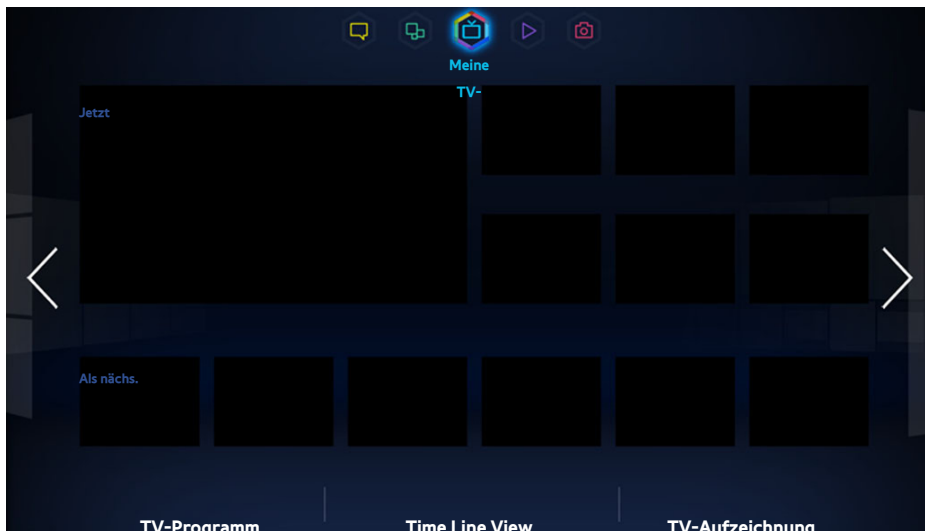 Meine
TV-
Jetzt
Als nächs.
TV-Programm
Time Line View
TV-Aufzeichnung